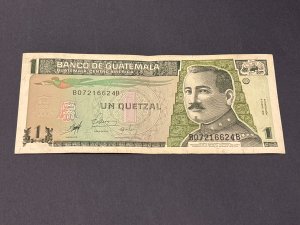 1
BANCO DE GUATEMALA
GUATEMALA, CENTRO AMERICA
B07216624B
UN QUETZAL
1
B07216624B
1